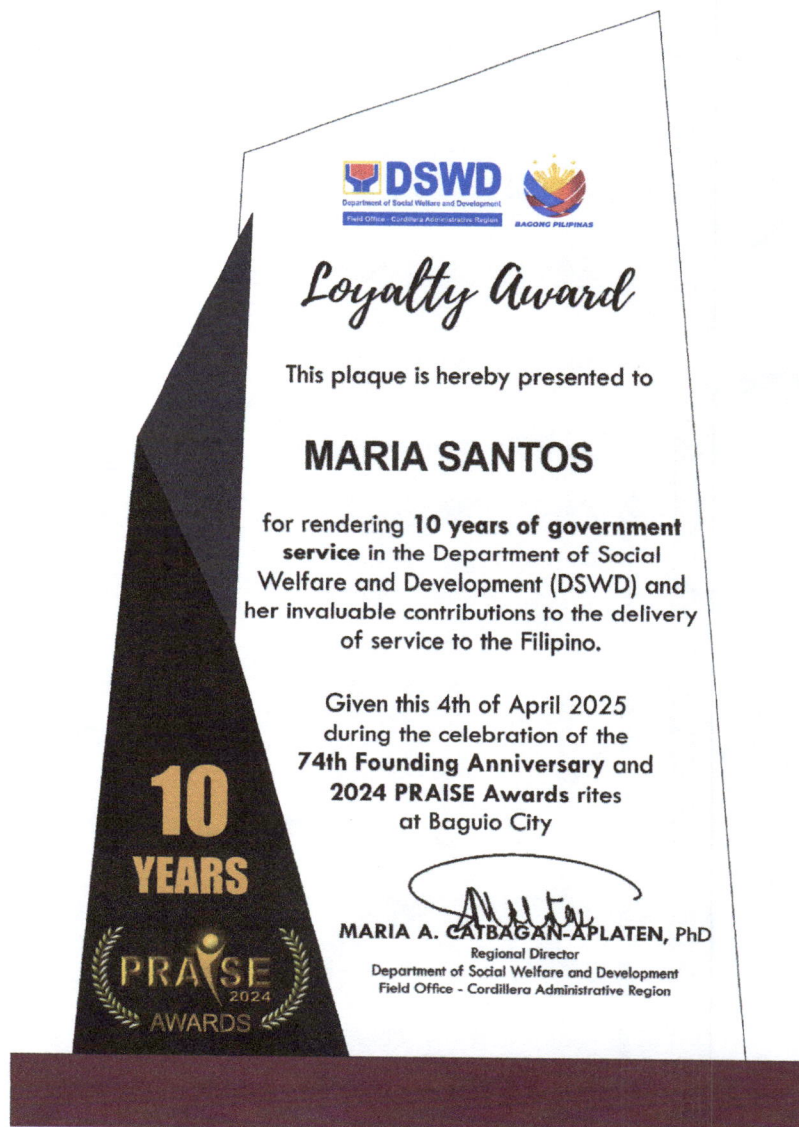 DSWD
Department of Social Welfare and Development
Field Office - Cordillera Administrative Region
BAGONG PILIPINAS
Loyalty Award
This plaque is hereby presented to
MARIA SANTOS
for rendering 10 years of government
service in the Department of Social
Welfare and Development (DSWD) and
her invaluable contributions to the delivery
of service to the Filipino.
Given this 4th of April 2025
during the celebration of the
74th Founding Anniversary and
2024 PRAISE Awards rites
at Baguio City
MARIA A. CATBAGAN-APLATEN, PhD
Regional Director
Department of Social Welfare and Development
Field Office - Cordillera Administrative Region
10
YEARS
PRAISE
2024
AWARDS